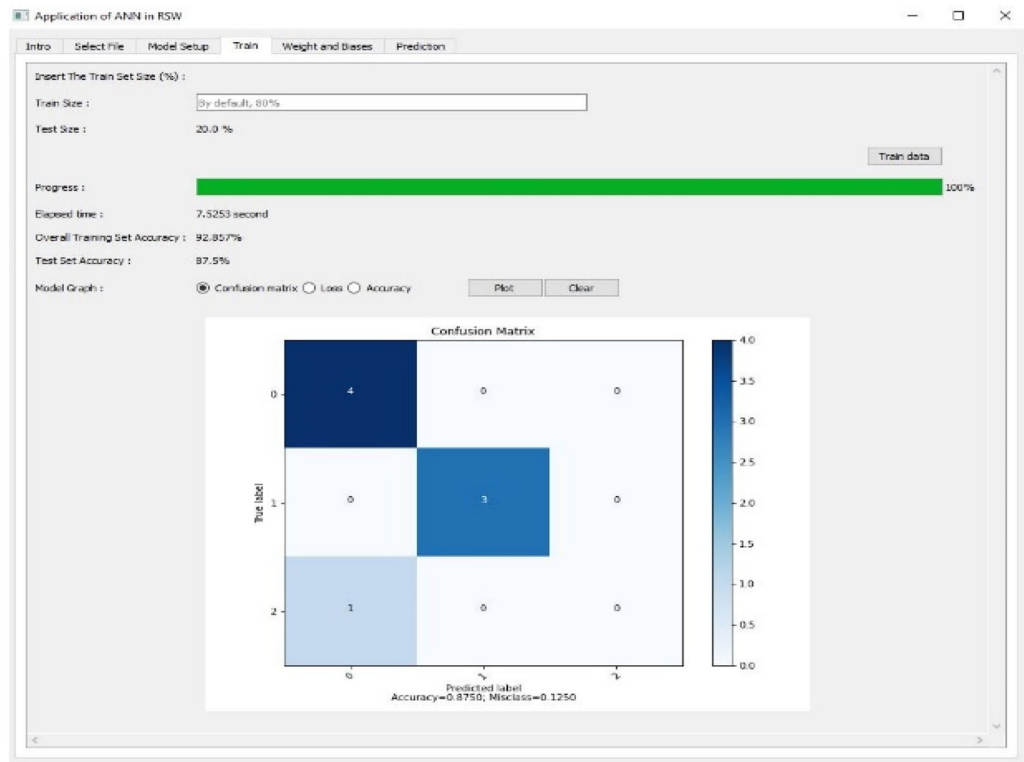 Application of ANN in RSW
Intro Select File Model Setup Train Weight and Biases Prediction
Insert The Train Set Size (%) :
Train Size : By default, 80%
Test Size : 20.0 %
Train data
Progress : 100%
Elapsed time : 7.5253 second
Overall Training Set Accuracy : 92.857%
Test Set Accuracy : 87.5%
Model Graph : Confusion matrix Loss Accuracy Plot Clear
Confusion Matrix
4.0
3.5
0 4 0 0
3.0
2.5
True label
1 0 3 0
2.0
1.5
1.0
2 1 0 0
0.5
0.0
0 1 2
Predicted label
Accuracy=0.8750; Misclass=0.1250